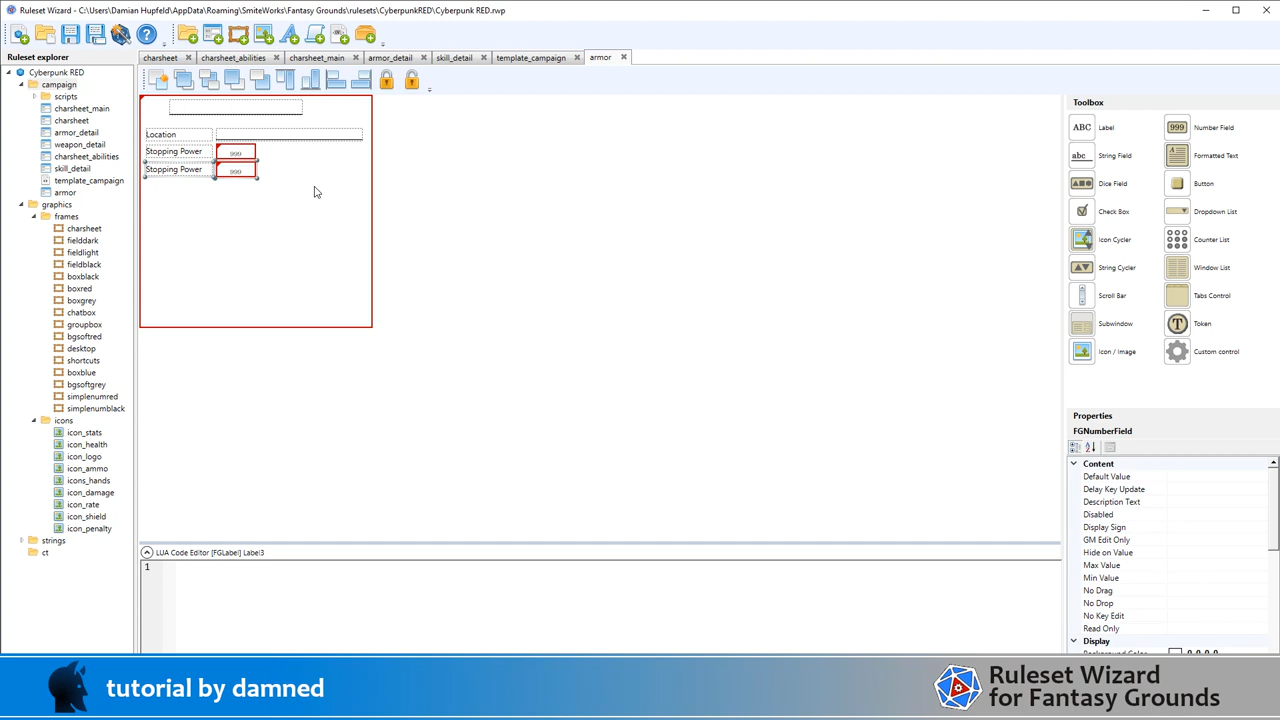 Ruleset Wizard - C:\Users\Damian Hupfeld\AppData\Roaming\SmiteWorks\Fantasy Grounds\rulesets\CyberpunkRED\Cyberpunk RED.rwp
Ruleset explorer
charsheet
charsheet_abilities
charsheet_main
armor_detail
skill_detail
template_campaign
armor
Cyberpunk RED
campaign
scripts
charsheet_main
charsheet
armor_detail
weapon_detail
charsheet_abilities
skill_detail
template_campaign
armor
graphics
frames
charsheet
fielddark
fieldlight
fieldblack
boxblack
boxred
boxgrey
chatbox
groupbox
bgsoftred
desktop
shortcuts
boxblue
bgsoftgrey
simplenumred
simplenumblack
icons
icon_stats
icon_health
icon_logo
icon_ammo
icons_hands
icon_damage
icon_rate
icon_shield
icon_penalty
strings
ct
Location
Stopping Power 999
Stopping Power 999
LUA Code Editor [FGLabel] Label3
1
Toolbox
ABC Label 999 Number Field
abc String Field Formatted Text
Dice Field Button
Check Box Dropdown List
Icon Cycler Counter List
String Cycler Window List
Scroll Bar Tabs Control
Subwindow T Token
Icon / Image Custom control
Properties
FGNumberField
Content
Default Value
Delay Key Update
Description Text
Disabled
Display Sign
GM Edit Only
Hide on Value
Max Value
Min Value
No Drag
No Drop
No Key Edit
Read Only
Display
tutorial by damned
Ruleset Wizard
for Fantasy Grounds